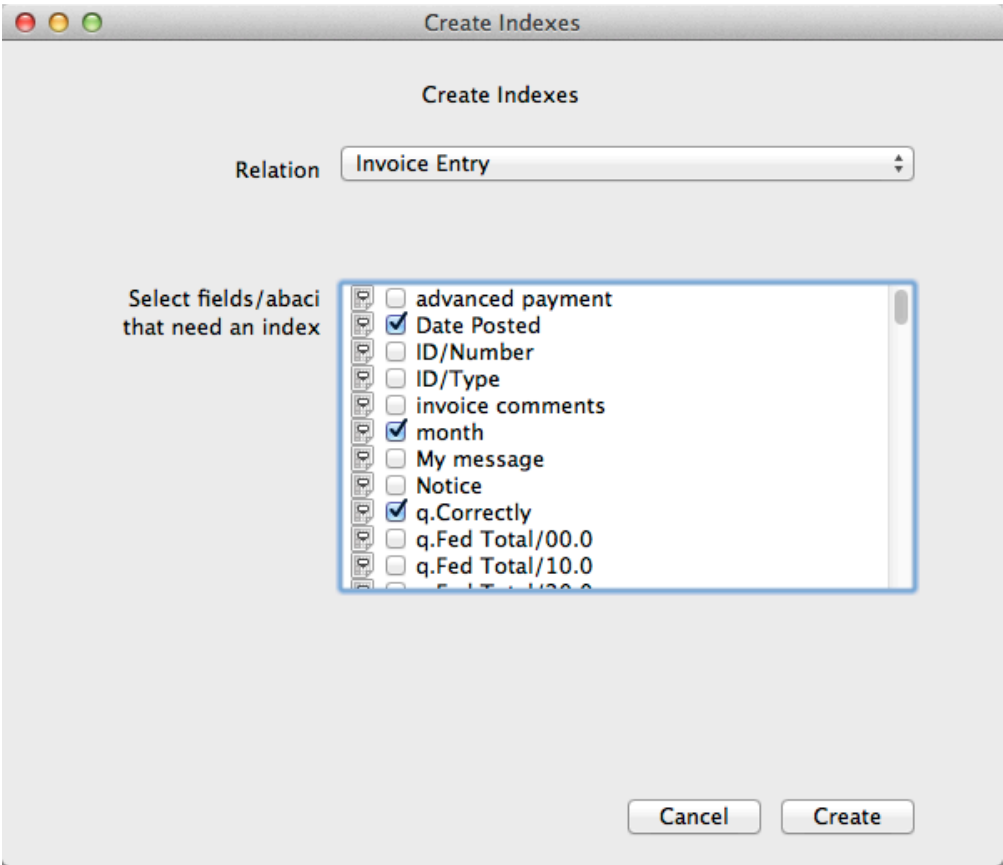 Create Indexes
Create Indexes
Relation
Invoice Entry
Select fields/abaci
that need an index
advanced payment
Date Posted
ID/Number
ID/Type
invoice comments
month
My message
Notice
q.Correctly
q.Fed Total/00.0
q.Fed Total/10.0
Cancel
Create